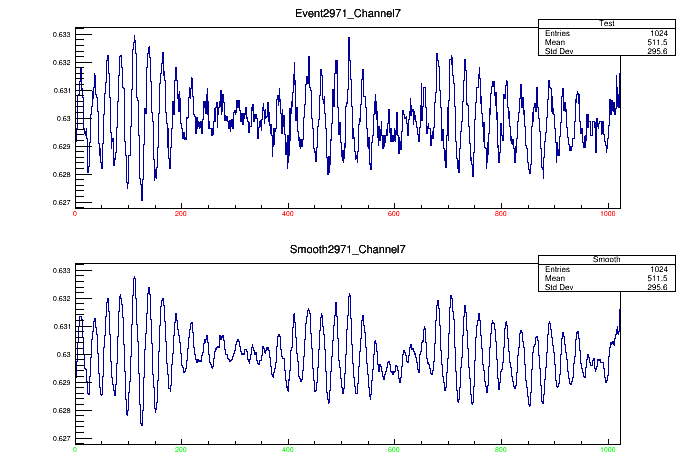 Event2971_Channel7
Test
Entries 1024
Mean 511.5
Std Dev 295.6
0.633
0.632
0.631
0.63
0.629
0.628
0.627
0 200 400 600 800 1000
Smooth2971_Channel7
Smooth
Entries 1024
Mean 511.5
Std Dev 295.6
0.633
0.632
0.631
0.63
0.629
0.628
0.627
0 200 400 600 800 1000